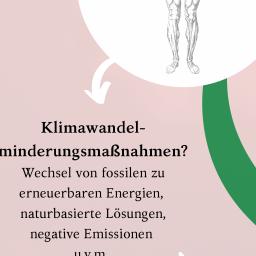 Klimawandel-
minderungsmaßnahmen?
Wechsel von fossilen zu
erneuerbaren Energien,
naturbasierte Lösungen,
negative Emissionen
u.v.m.